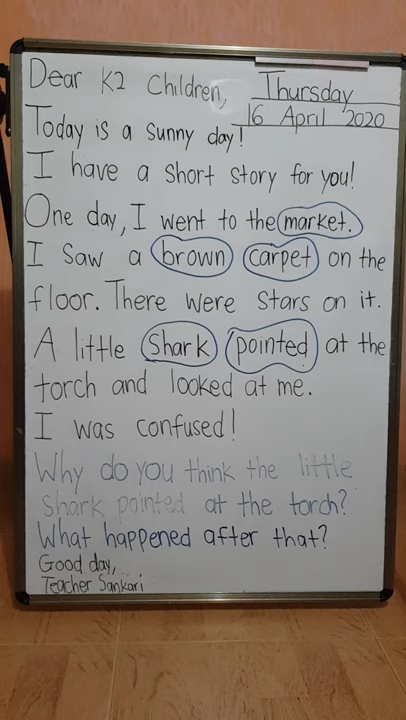 Dear K2 Children, Thursday
16 April 2020
Today is a sunny day!
I have a short story for you!
One day, I went to the market.
I saw a brown carpet on the
floor. There were stars on it.
A little shark pointed at the
torch and looked at me.
I was confused!
Why do you think the little
shark pointed at the torch?
What happened after that?
Good day,
Teacher Sankari